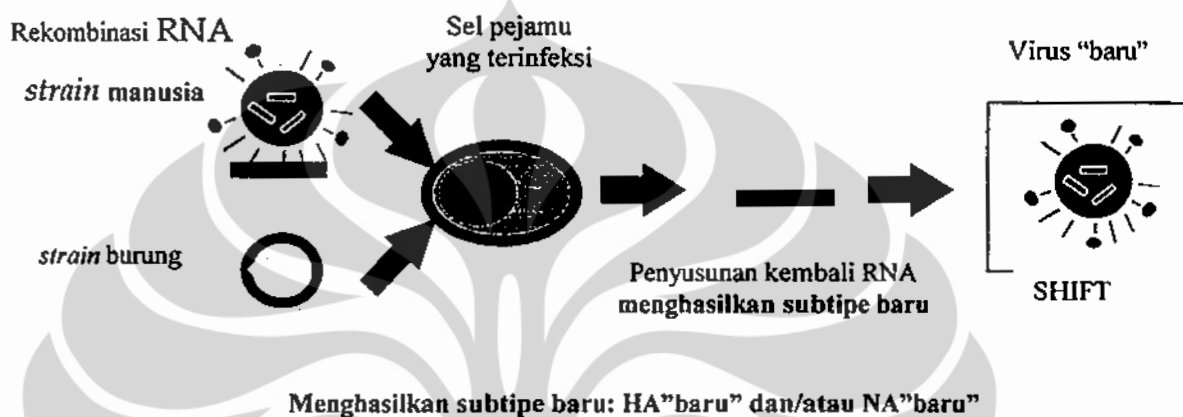 Rekombinasi RNA
strain manusia
Sel pejamu
yang terinfeksi
Virus “baru”
strain burung
Penyusunan kembali RNA
menghasilkan subtipe baru
SHIFT
Menghasilkan subtipe baru: HA”baru” dan/atau NA”baru”